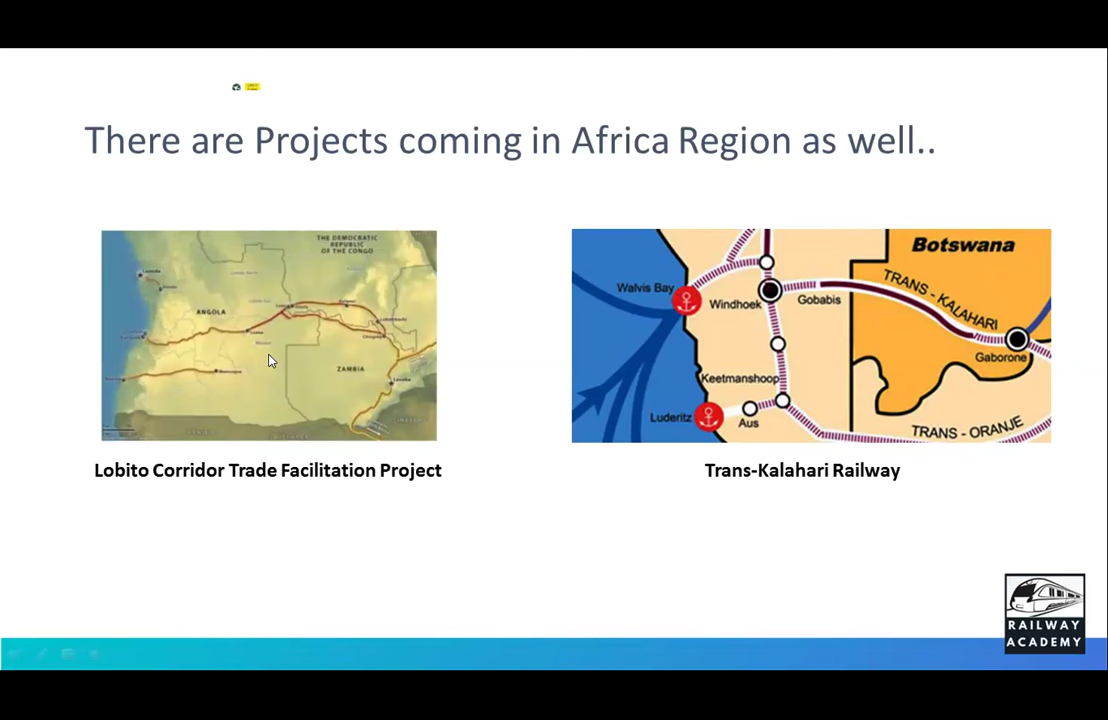 There are Projects coming in Africa Region as well..
THE DEMOCRATIC
REPUBLIC
OF THE CONGO
ANGOLA
ZAMBIA
Lusaka
Botswana
Walvis Bay
Windhoek
Gobabis
TRANS - KALAHARI
Gaborone
Keetmanshoop
Luderitz
Aus
TRANS - ORANJE
Lobito Corridor Trade Facilitation Project
Trans-Kalahari Railway
RAILWAY
ACADEMY